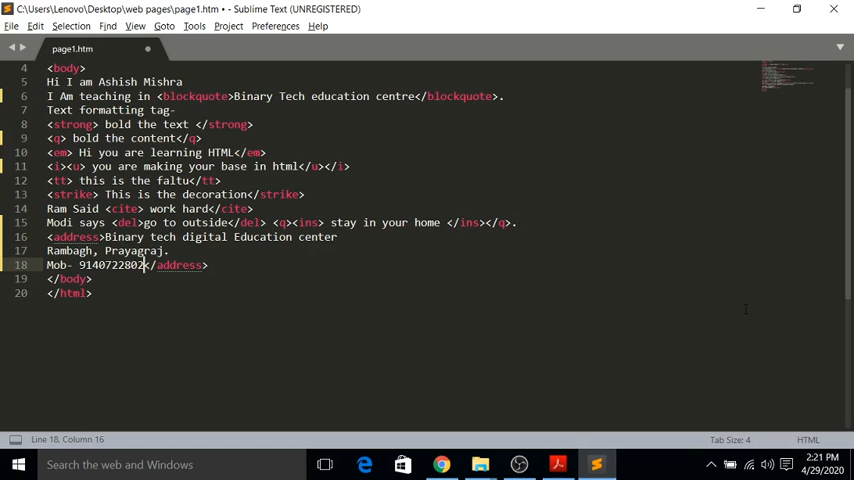 C:\Users\Lenovo\Desktop\web pages\page1.htm • - Sublime Text (UNREGISTERED)
File Edit Selection Find View Goto Tools Project Preferences Help
page1.htm
4 <body>
5 Hi I am Ashish Mishra
6 I Am teaching in <blockquote>Binary Tech education centre</blockquote>.
7 Text formatting tag-
8 <strong> bold the text </strong>
9 <q> bold the content</q>
10 <em> Hi you are learning HTML</em>
11 <i><u> you are making your base in html</u></i>
12 <tt> this is the faltu</tt>
13 <strike> This is the decoration</strike>
14 Ram Said <cite> work hard</cite>
15 Modi says <del>go to outside</del> <q><ins> stay in your home </ins></q>.
16 <address>Binary tech digital Education center
17 Rambagh, Prayagraj.
18 Mob- 9140722802</address>
19 </body>
20 </html>
Line 18, Column 16 Tab Size: 4 HTML
Search the web and Windows
2:21 PM
4/29/2020